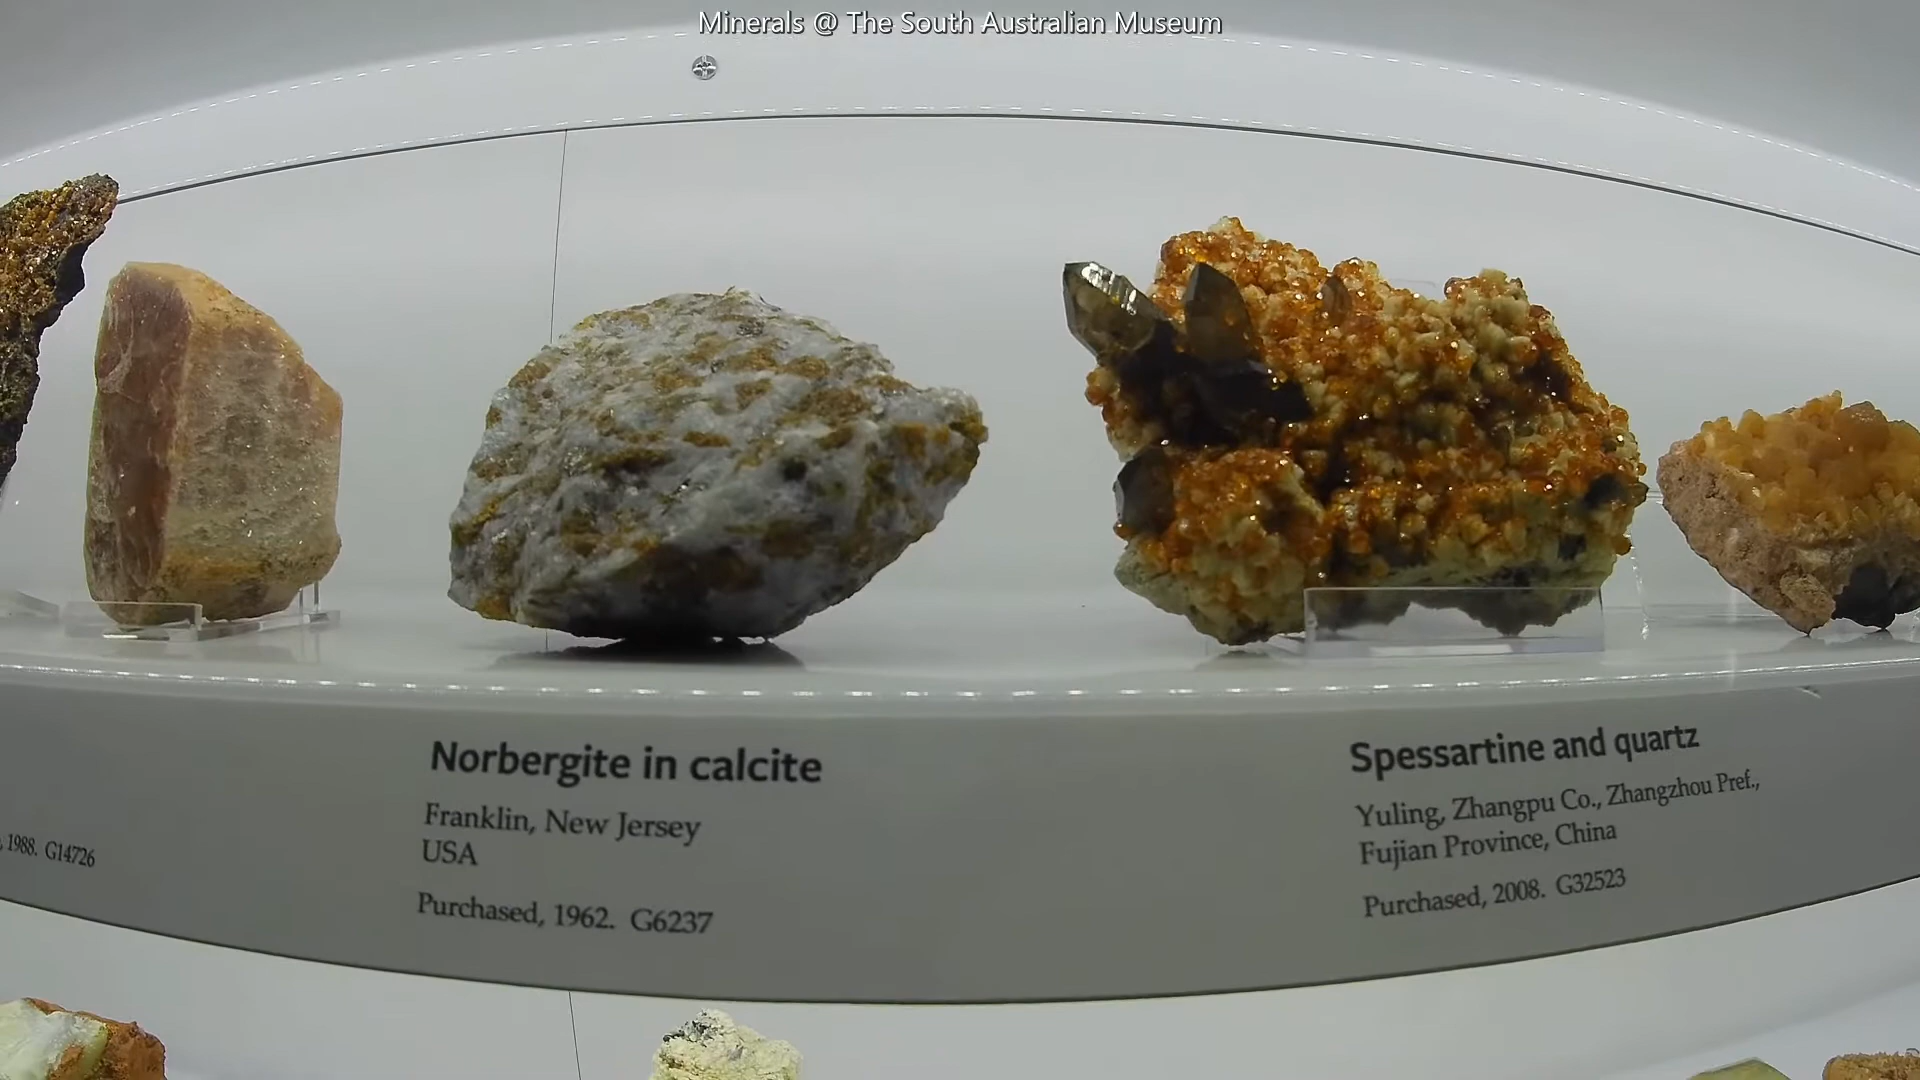 Minerals @ The South Australian Museum
, 1988. G14726
Norbergite in calcite
Franklin, New Jersey
USA
Purchased, 1962. G6237
Spessartine and quartz
Yuling, Zhangpu Co., Zhangzhou Pref.,
Fujian Province, China
Purchased, 2008. G32523